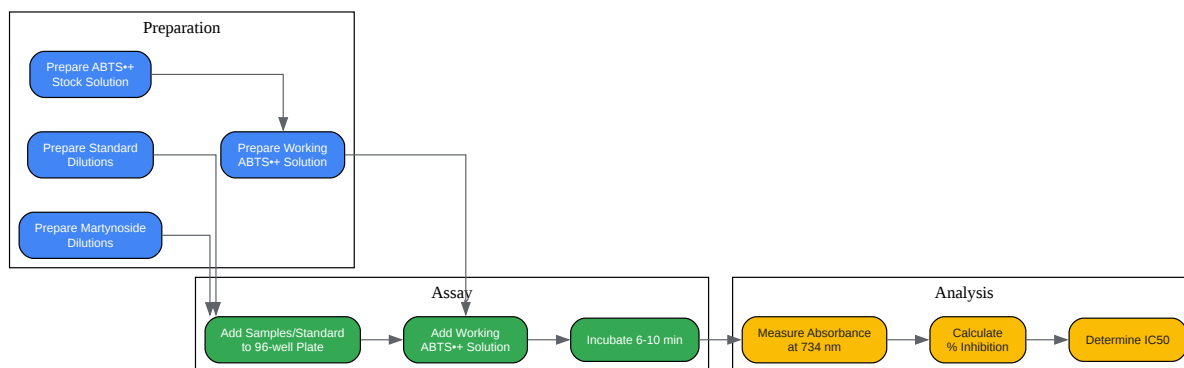 Preparation
Prepare ABTS•+
Stock Solution
Prepare Standard
Dilutions
Prepare Working
ABTS•+ Solution
Prepare Martynoside
Dilutions
Assay
Add Samples/Standard
to 96-well Plate
Add Working
ABTS•+ Solution
Incubate 6-10 min
Analysis
Measure Absorbance
at 734 nm
Calculate
% Inhibition
Determine IC50